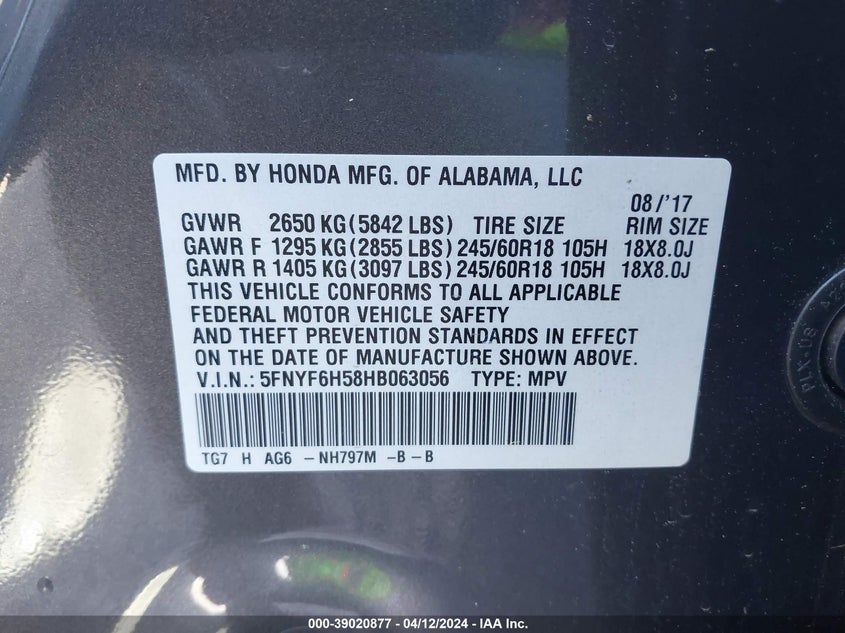 MFD. BY HONDA MFG. OF ALABAMA, LLC
08/'17
GVWR 2650 KG(5842 LBS) TIRE SIZE RIM SIZE
GAWR F 1295 KG(2855 LBS) 245/60R18 105H 18X8.0J
GAWR R 1405 KG(3097 LBS) 245/60R18 105H 18X8.0J
THIS VEHICLE CONFORMS TO ALL APPLICABLE
FEDERAL MOTOR VEHICLE SAFETY
AND THEFT PREVENTION STANDARDS IN EFFECT
ON THE DATE OF MANUFACTURE SHOWN ABOVE.
V.I.N.: 5FNYF6H58HB063056 TYPE: MPV
TG7 H AG6 -NH797M -B-B
000-39020877 - 04/12/2024 - IAA Inc.